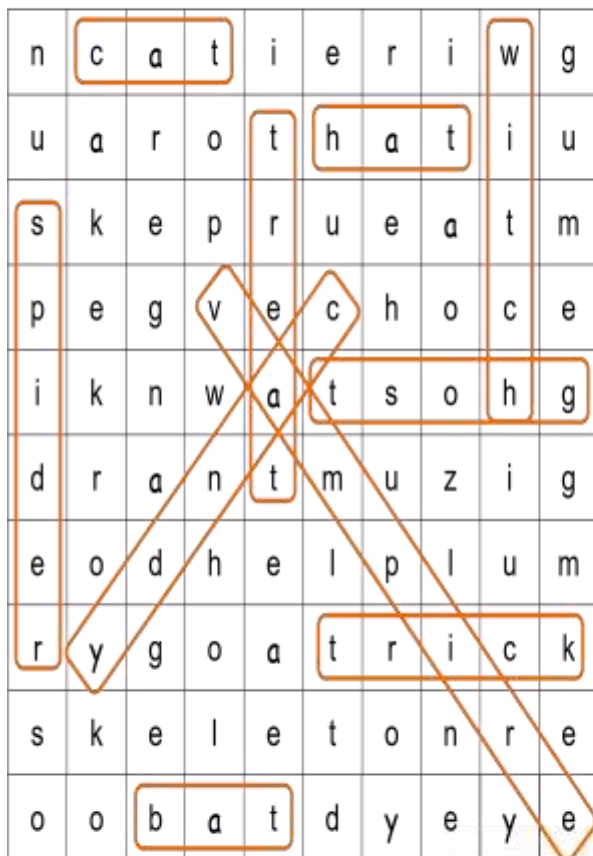 n c a t i e r i w g
u a r o t h a t i u
s k e p r u e a t m
p e g v e c h o c e
i k n w a t s o h g
d r a n t m u z i g
e o d h e l p l u m
r y g o a t r i c k
s k e l e t o n r e
o o b a t d y e y e